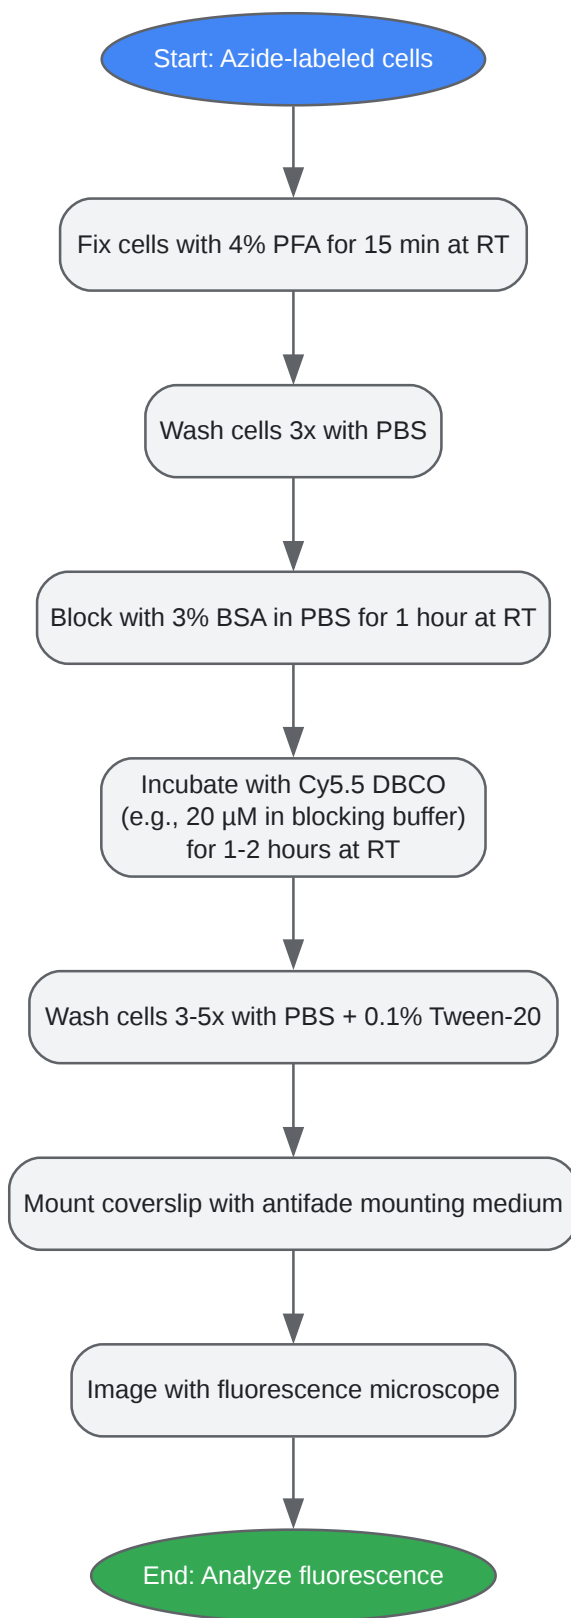 Start: Azide-labeled cells
Fix cells with 4% PFA for 15 min at RT
Wash cells 3x with PBS
Block with 3% BSA in PBS for 1 hour at RT
Incubate with Cy5.5 DBCO
(e.g., 20 µM in blocking buffer)
for 1-2 hours at RT
Wash cells 3-5x with PBS + 0.1% Tween-20
Mount coverslip with antifade mounting medium
Image with fluorescence microscope
End: Analyze fluorescence